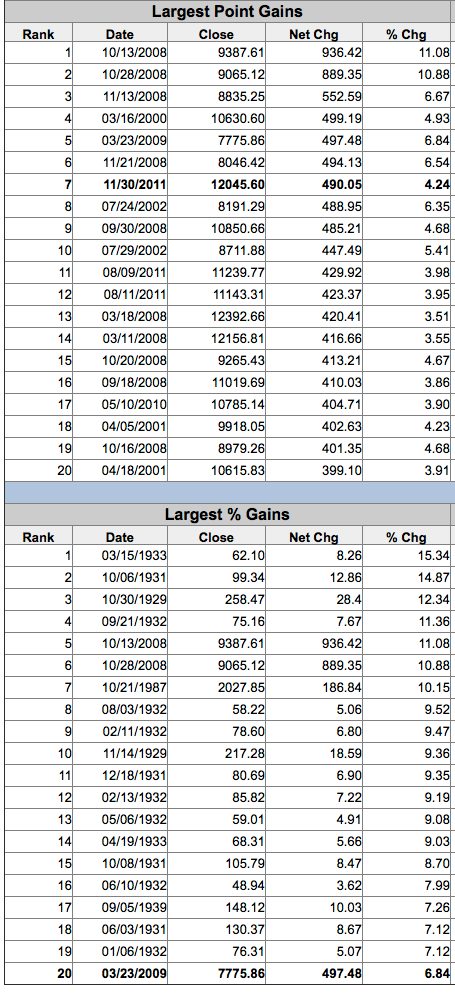 Largest Point Gains
Rank Date Close Net Chg % Chg
1 10/13/2008 9387.61 936.42 11.08
2 10/28/2008 9065.12 889.35 10.88
3 11/13/2008 8835.25 552.59 6.67
4 03/16/2000 10630.60 499.19 4.93
5 03/23/2009 7775.86 497.48 6.84
6 11/21/2008 8046.42 494.13 6.54
7 11/30/2011 12045.60 490.05 4.24
8 07/24/2002 8191.29 488.95 6.35
9 09/30/2008 10850.66 485.21 4.68
10 07/29/2002 8711.88 447.49 5.41
11 08/09/2011 11239.77 429.92 3.98
12 08/11/2011 11143.31 423.37 3.95
13 03/18/2008 12392.66 420.41 3.51
14 03/11/2008 12156.81 416.66 3.55
15 10/20/2008 9265.43 413.21 4.67
16 09/18/2008 11019.69 410.03 3.86
17 05/10/2010 10785.14 404.71 3.90
18 04/05/2001 9918.05 402.63 4.23
19 10/16/2008 8979.26 401.35 4.68
20 04/18/2001 10615.83 399.10 3.91
Largest % Gains
Rank Date Close Net Chg % Chg
1 03/15/1933 62.10 8.26 15.34
2 10/06/1931 99.34 12.86 14.87
3 10/30/1929 258.47 28.4 12.34
4 09/21/1932 75.16 7.67 11.36
5 10/13/2008 9387.61 936.42 11.08
6 10/28/2008 9065.12 889.35 10.88
7 10/21/1987 2027.85 186.84 10.15
8 08/03/1932 58.22 5.06 9.52
9 02/11/1932 78.60 6.80 9.47
10 11/14/1929 217.28 18.59 9.36
11 12/18/1931 80.69 6.90 9.35
12 02/13/1932 85.82 7.22 9.19
13 05/06/1932 59.01 4.91 9.08
14 04/19/1933 68.31 5.66 9.03
15 10/08/1931 105.79 8.47 8.70
16 06/10/1932 48.94 3.62 7.99
17 09/05/1939 148.12 10.03 7.26
18 06/03/1931 130.37 8.67 7.12
19 01/06/1932 76.31 5.07 7.12
20 03/23/2009 7775.86 497.48 6.84